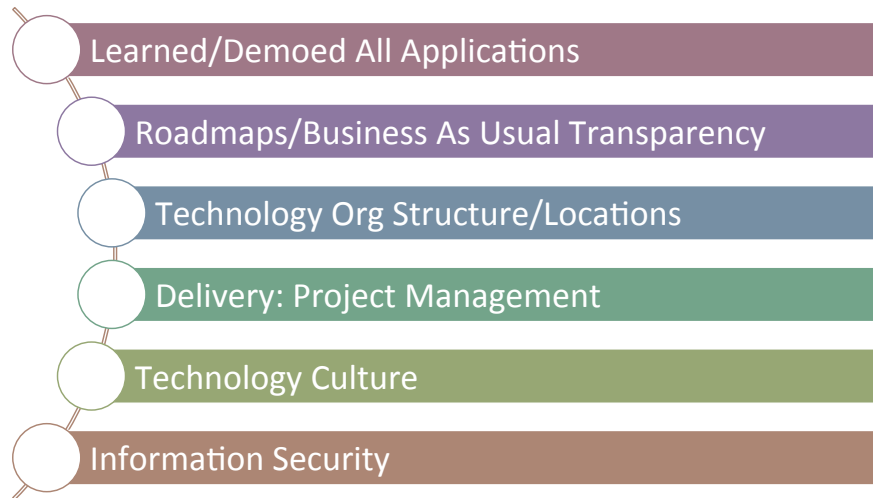 Learned/Demoed All Applications
Roadmaps/Business As Usual Transparency
Technology Org Structure/Locations
Delivery: Project Management
Technology Culture
Information Security